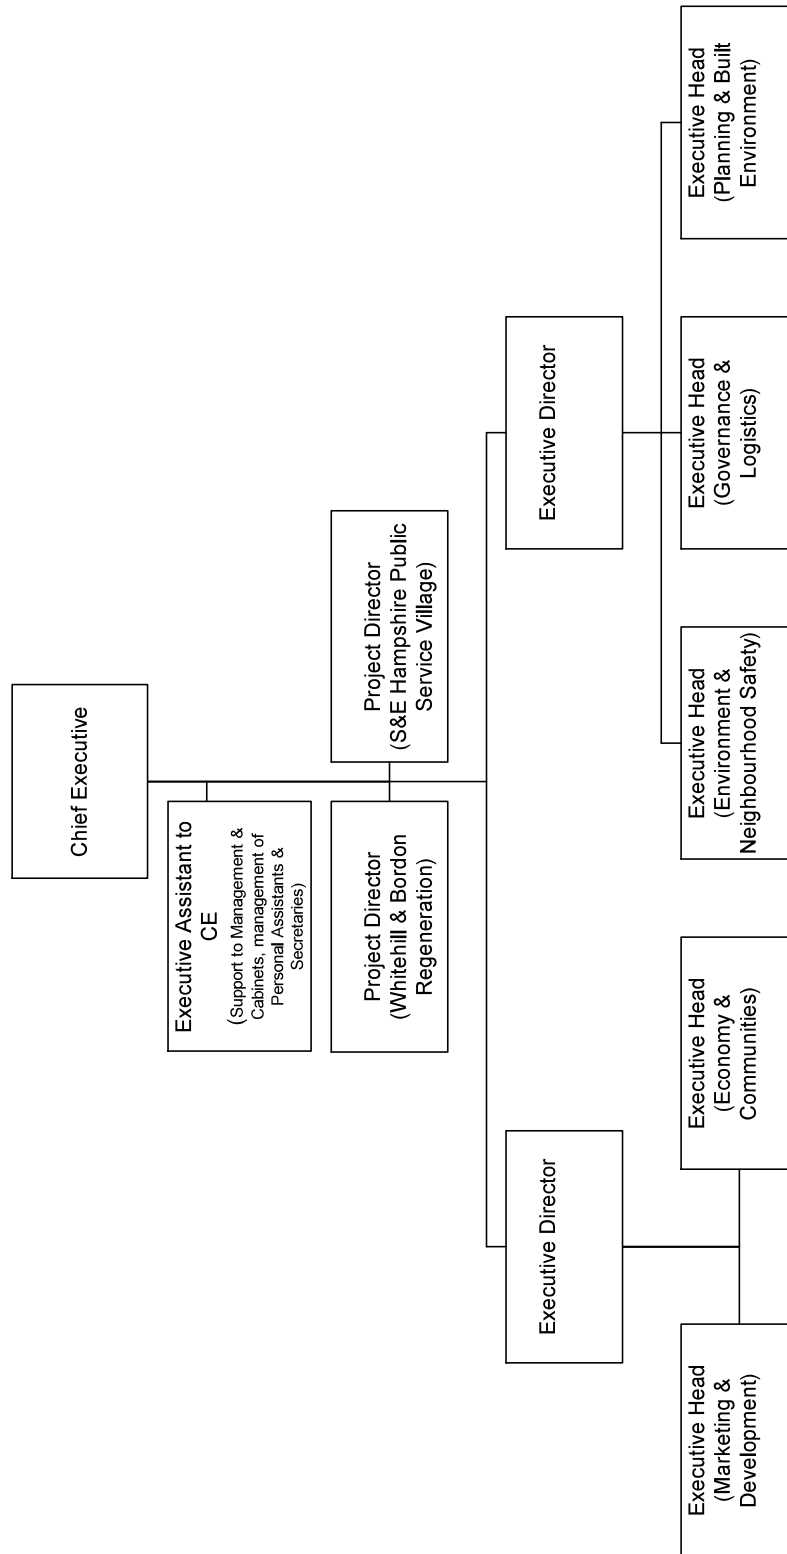 Chief Executive
Executive Assistant to
CE
(Support to Management &
Cabinets, management of
Personal Assistants &
Secretaries)
Project Director
(Whitehill & Bordon
Regeneration)
Project Director
(S&E Hampshire Public
Service Village)
Executive Director
Executive Director
Executive Head
(Marketing &
Development)
Executive Head
(Economy &
Communities)
Executive Head
(Environment &
Neighbourhood Safety)
Executive Head
(Governance &
Logistics)
Executive Head
(Planning & Built
Environment)